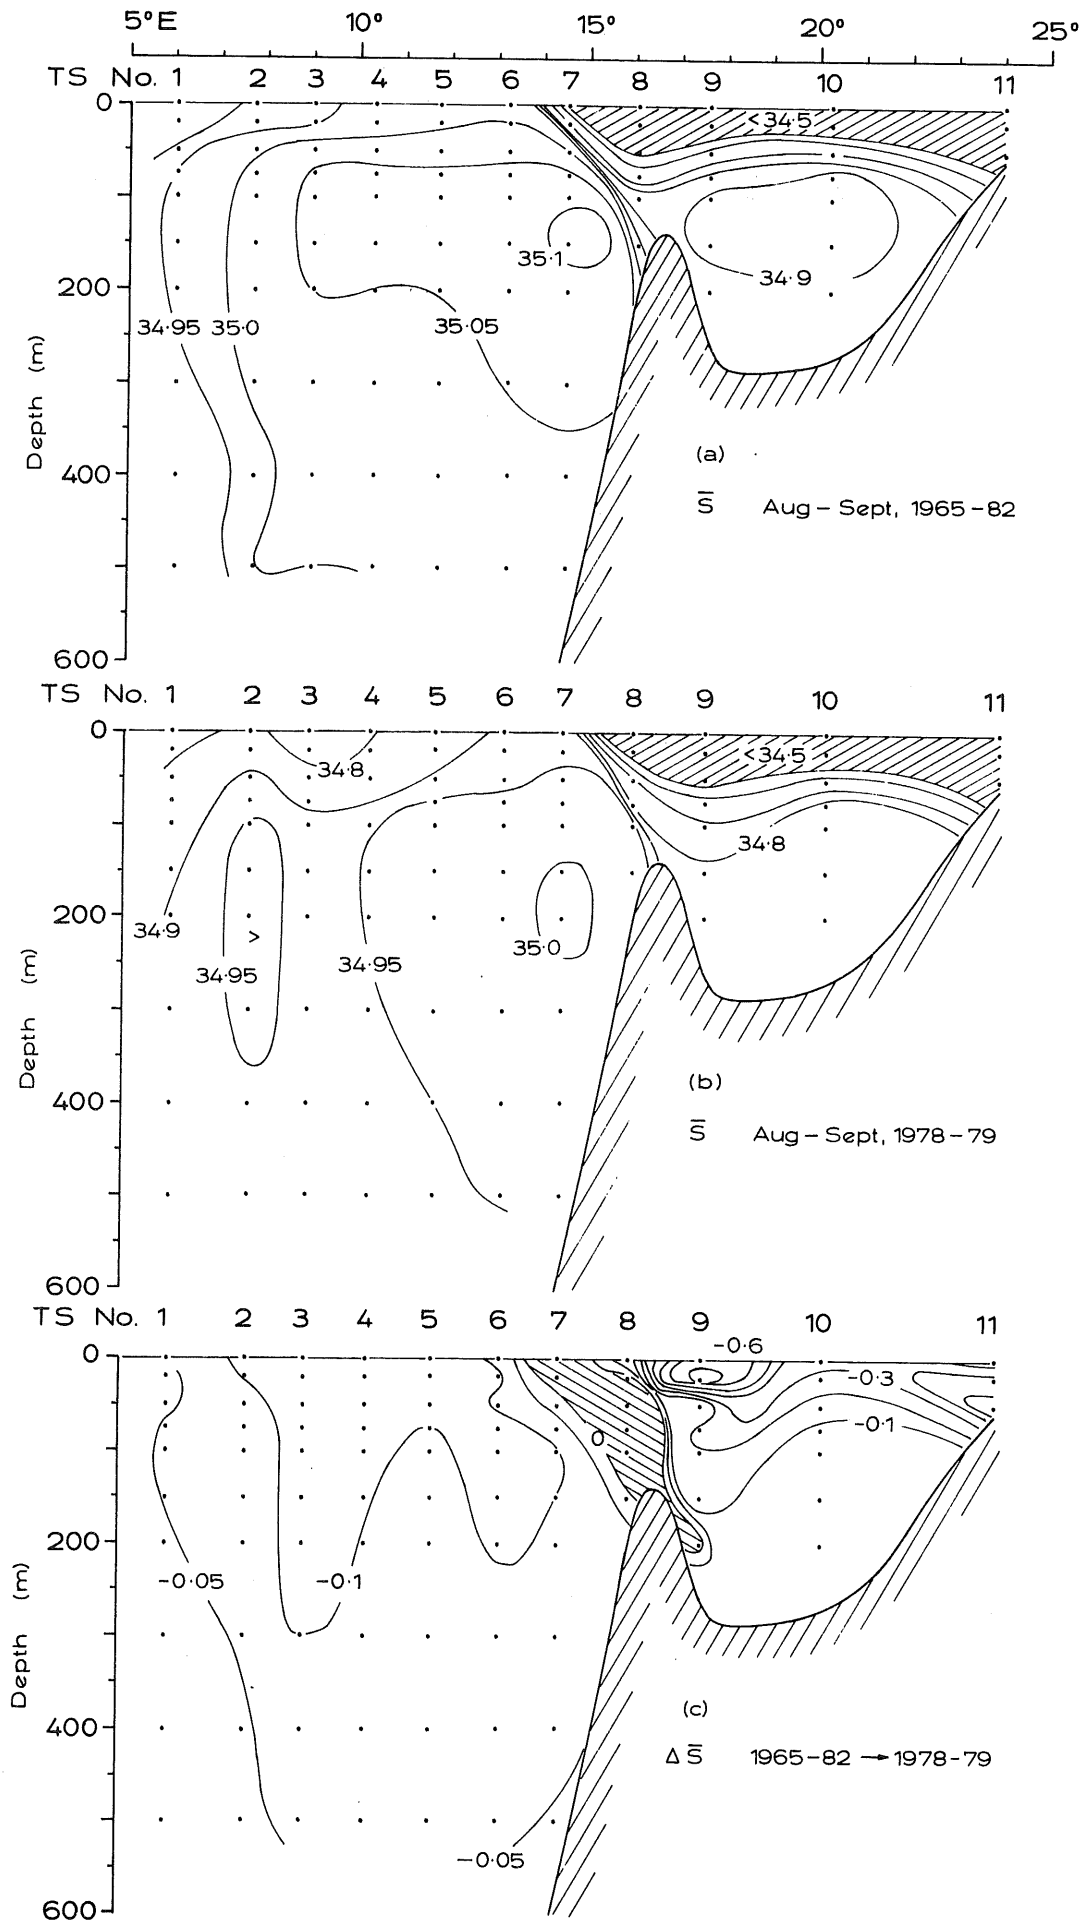 5°E 10° 15° 20° 25°
TS No. 1 2 3 4 5 6 7 8 9 10 11
0
<34·5
35·1
34·9
200
34·95 35·0 35·05
Depth (m)
(a)
400
S̅ Aug – Sept, 1965 – 82
600
TS No. 1 2 3 4 5 6 7 8 9 10 11
0
<34·5
34·8
34·8
200
34·9
>
35·0
34·95 34·95
Depth (m)
(b)
400
S̅ Aug – Sept, 1978 – 79
600
TS No. 1 2 3 4 5 6 7 8 9 10 11
−0·6
0
−0·3
−0·1
0
200
−0·05 −0·1
Depth (m)
(c)
400
Δ S̅ 1965–82 → 1978-79
−0·05
600